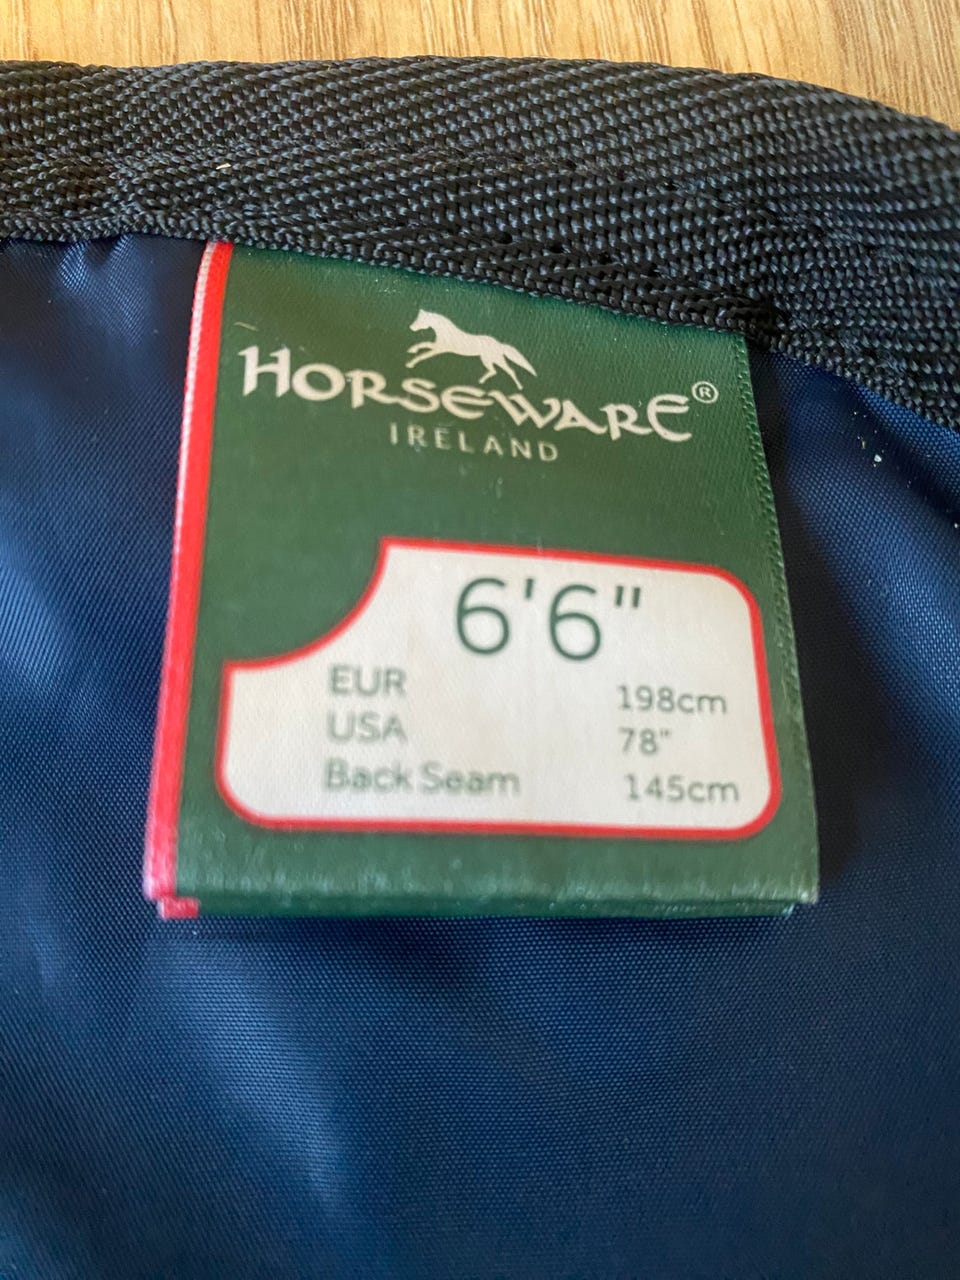 HORSEWARE®
IRELAND
6'6"
EUR 198cm
USA 78"
Back Seam 145cm